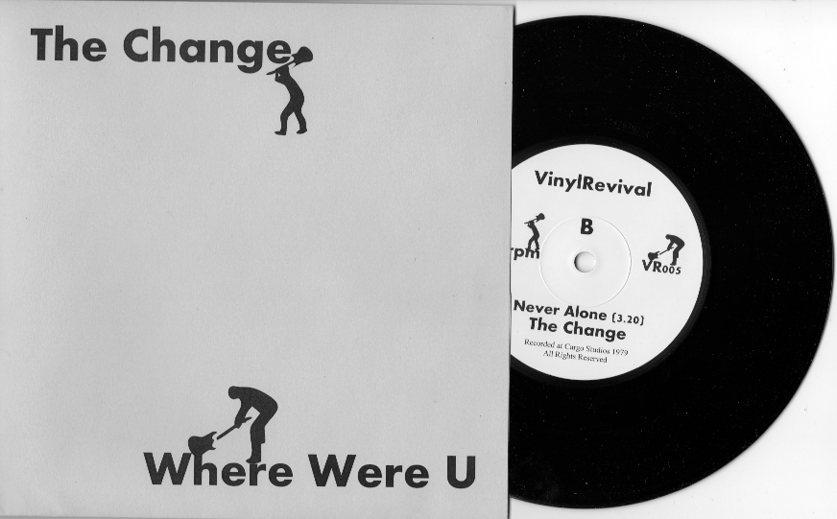 The Change
Where Were U
VinylRevival
B
rpm
VR005
Never Alone [3.20]
The Change
Recorded at Cargo Studios 1979
All Rights Reserved